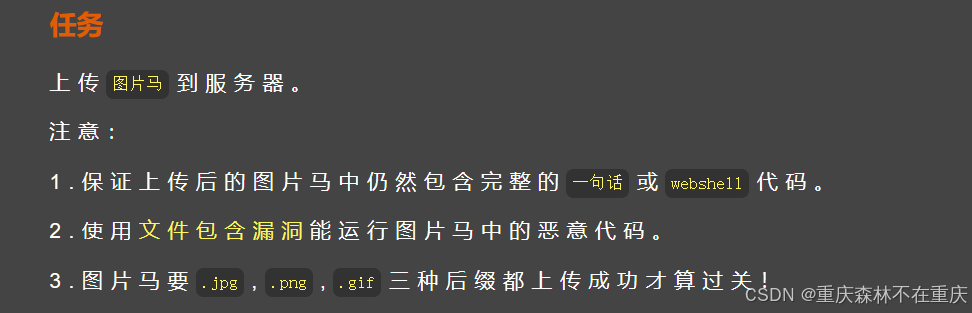 任务
上传 图片马 到服务器。
注意:
1.保证上传后的图片马中仍然包含完整的 一句话 或 webshell 代码。
2.使用文件包含漏洞能运行图片马中的恶意代码。
3.图片马要 .jpg , .png , .gif 三种后缀都上传成功才算过关!
CSDN @重庆森林不在重庆